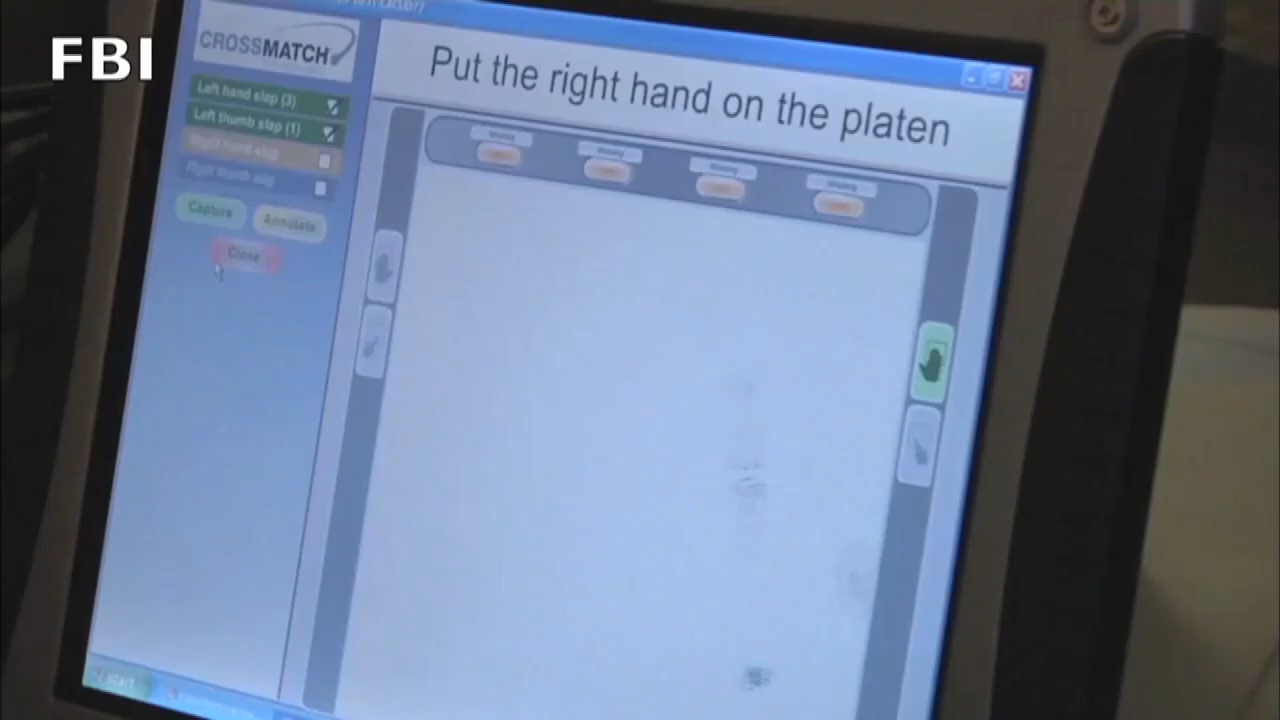 FBI
CROSSMATCH
Put the right hand on the platen
Left hand slap (3)
Left thumb slap (1)
Right hand slap
Right thumb slap
Capture
Annotate
Close
start